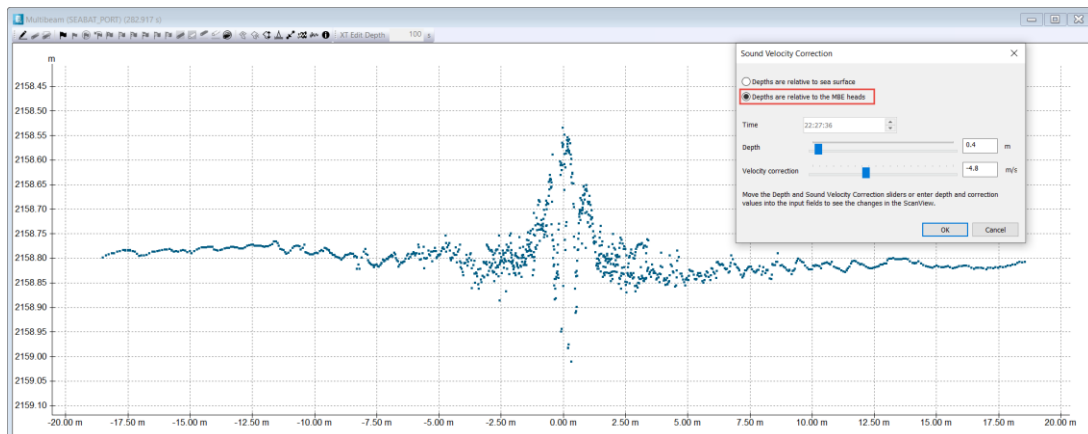 Multibeam (SEABAT_PORT) (282.917 s)
XT Edit Depth 100 s
m
2158.45
2158.50
2158.55
2158.60
2158.65
2158.70
2158.75
2158.80
2158.85
2158.90
2158.95
2159.00
2159.05
2159.10
-20.00 m -17.50 m -15.00 m -12.50 m -10.00 m -7.50 m -5.00 m -2.50 m 0.00 m 2.50 m 5.00 m 7.50 m 10.00 m 12.50 m 15.00 m 17.50 m 20.00 m
Sound Velocity Correction
Depths are relative to sea surface
Depths are relative to the MBE heads
Time 22:27:36
Depth 0.4 m
Velocity correction -4.8 m/s
Move the Depth and Sound Velocity Correction sliders or enter depth and correction
values into the input fields to see the changes in the ScanView.
OK Cancel